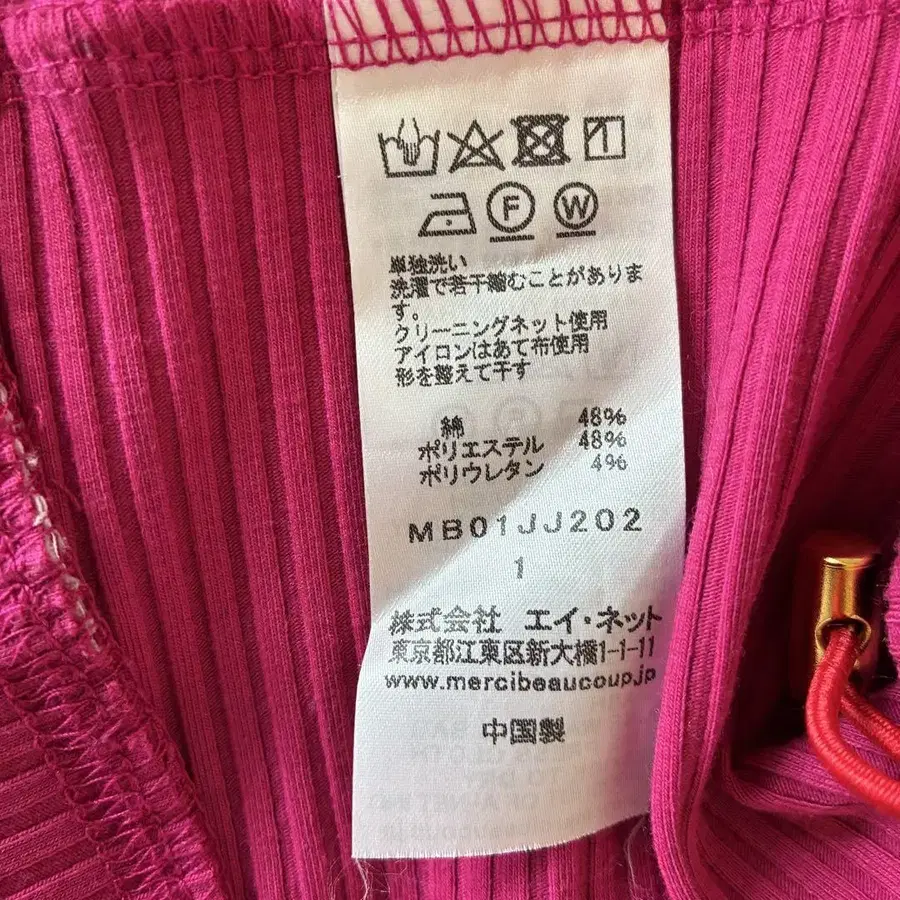 F W
単独洗い
洗濯で若干縮むことがありま
す。
クリーニングネット使用
アイロンはあて布使用
形を整えて干す
綿 48%
ポリエステル 48%
ポリウレタン 4%
MB01JJ202
1
株式会社 エイ・ネット
東京都江東区新大橋1-1-11
www.mercibeaucoup.jp
中国製